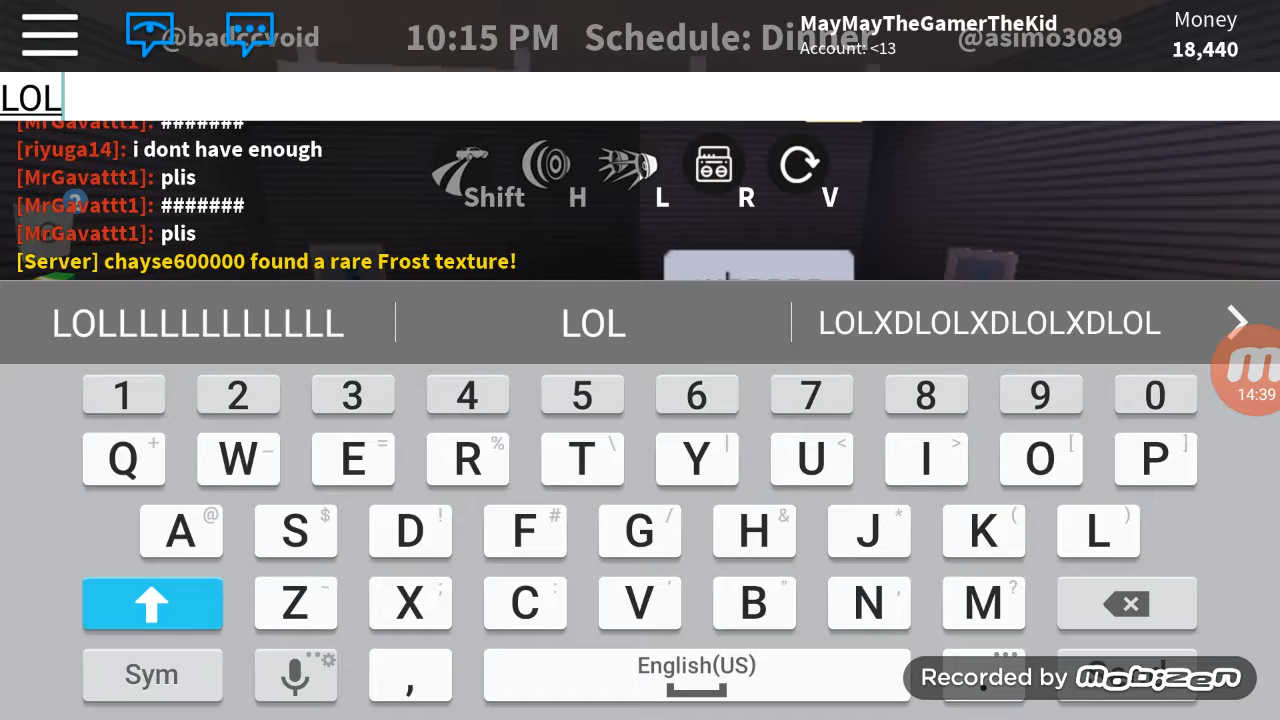 @badccvoid 10:15 PM Schedule: Dinner @asimo3089
MayMayTheGamerTheKid
Account: <13
Money
18,440
LOL
[MrGavattt1]: #######
[riyuga14]: i dont have enough
[MrGavattt1]: plis
[MrGavattt1]: #######
[MrGavattt1]: plis
[Server] chayse600000 found a rare Frost texture!
Shift H L R V
LOLLLLLLLLLLLL LOL LOLXDLOLXDLOLXDLOL
14:39
1 2 3 4 5 6 7 8 9 0
Q + W _ E = R % T \ Y | U < I > O [ P ]
A @ S $ D ! F # G / H & J * K ( L )
Z - X ; C : V ' B " N , M ?
Sym , English(US) .
Recorded by mobizen